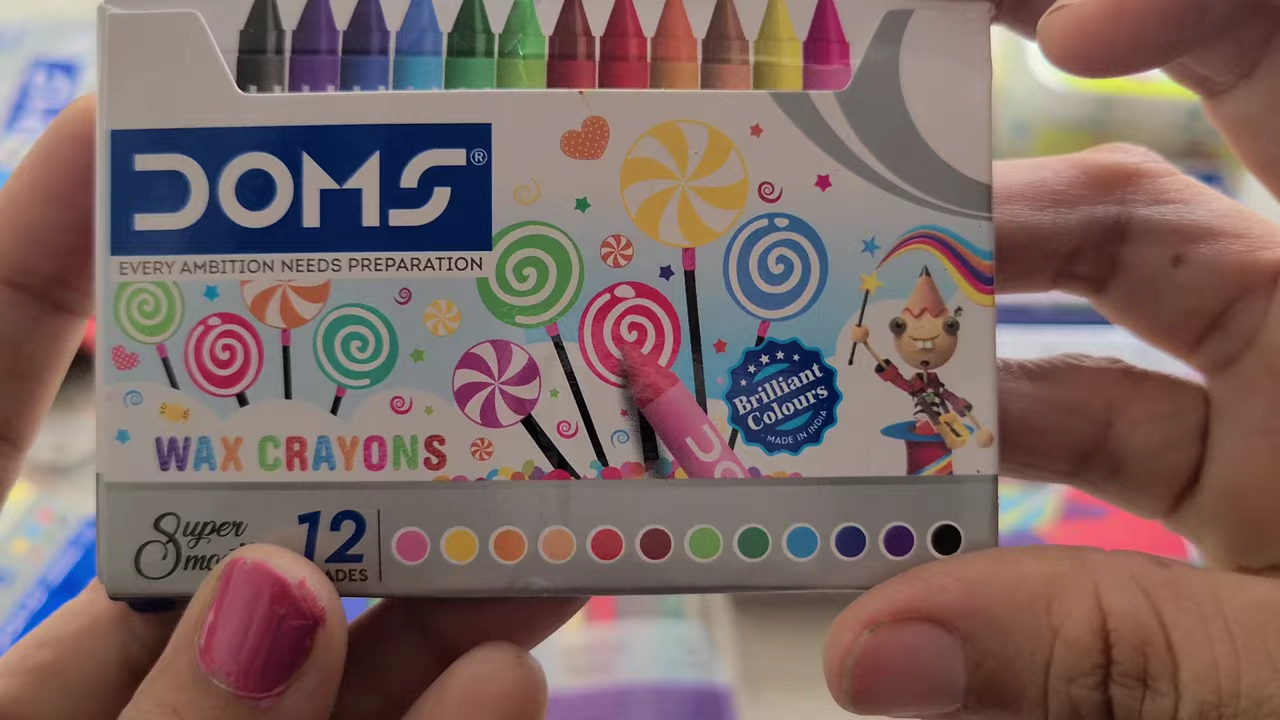 DOMS®
EVERY AMBITION NEEDS PREPARATION
Brilliant
Colours
- MADE IN INDIA -
WAX CRAYONS
Super
12